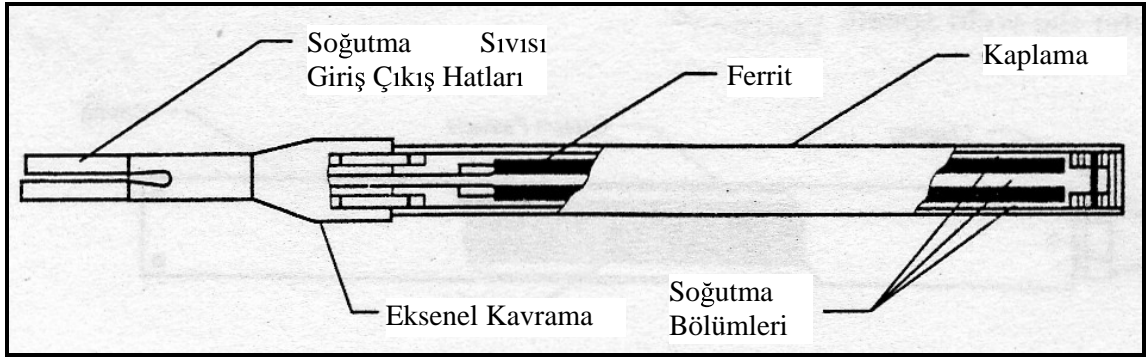 Soğutma Sıvısı
Giriş Çıkış Hatları
Ferrit
Kaplama
Eksenel Kavrama
Soğutma
Bölümleri